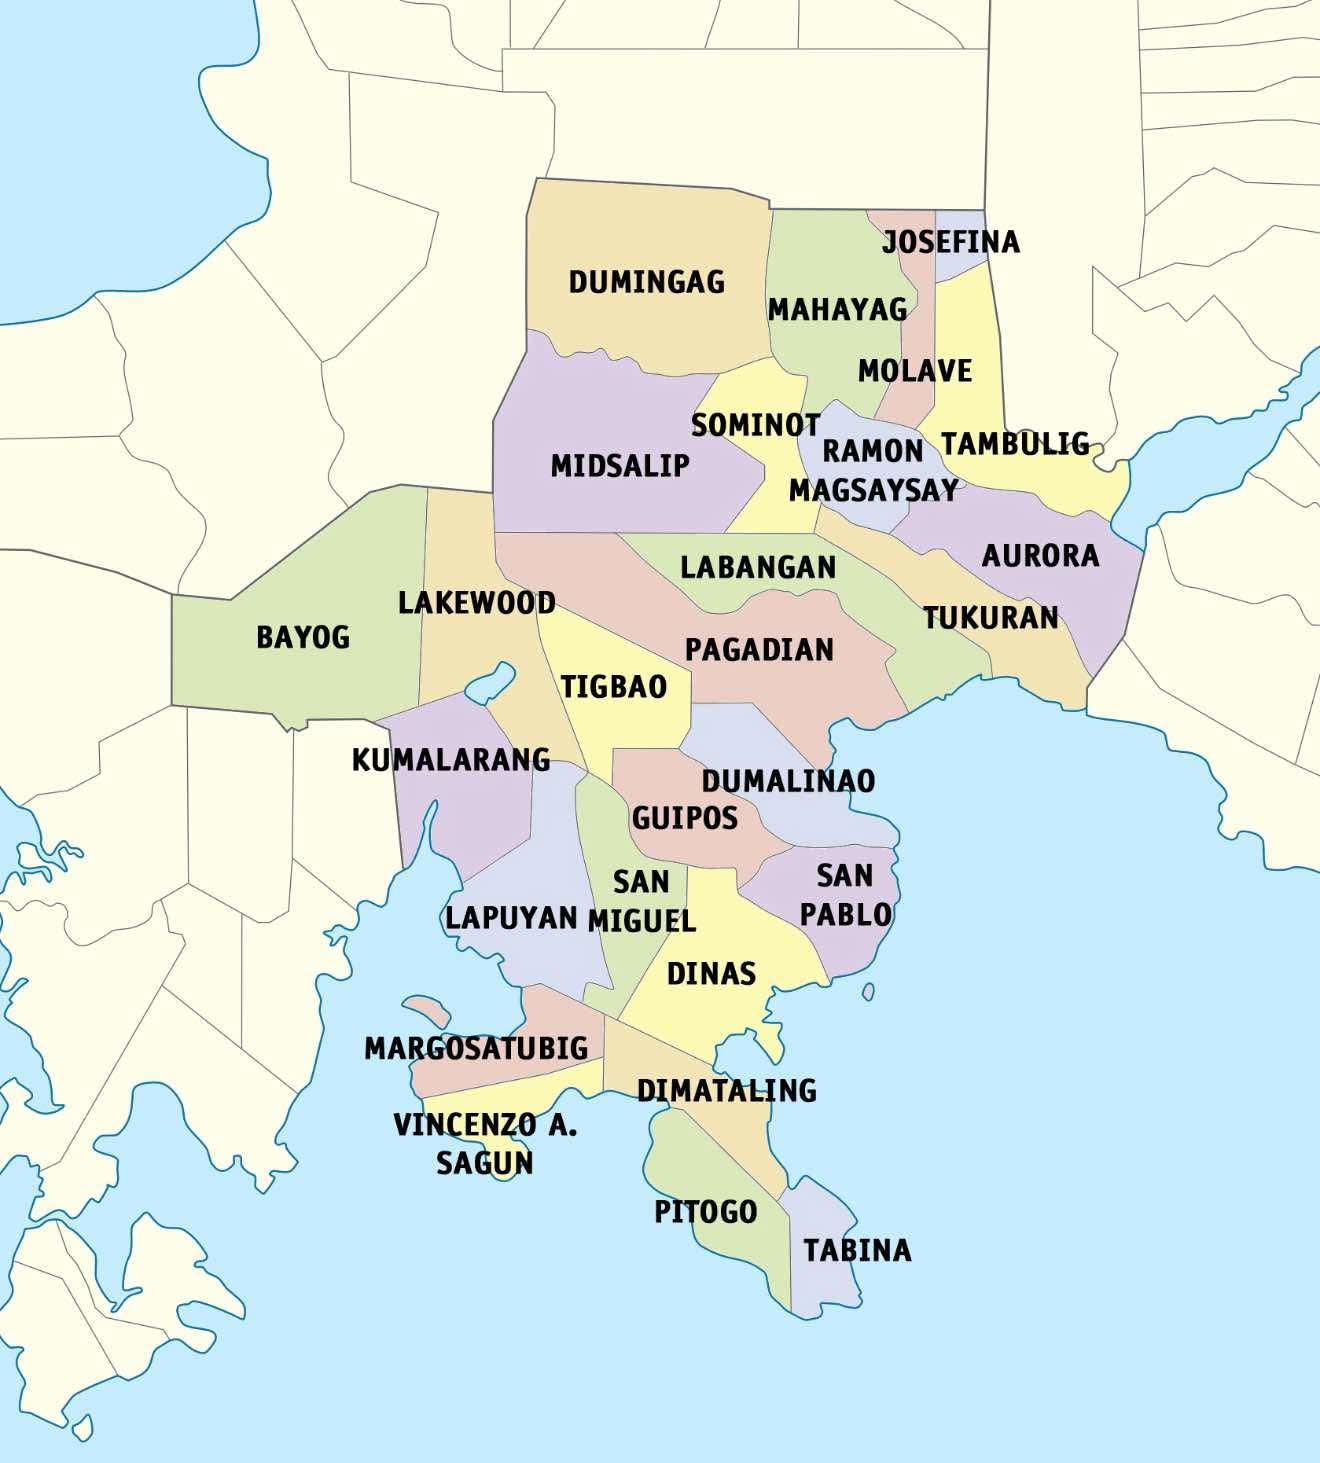 JOSEFINA
DUMINGAG
MAHAYAG
MOLAVE
SOMINOT
TAMBULIG
RAMON
MAGSAYSAY
MIDSALIP
AURORA
LABANGAN
LAKEWOOD
TUKURAN
BAYOG
PAGADIAN
TIGBAO
KUMALARANG
DUMALINAO
GUIPOS
SAN
PABLO
SAN
MIGUEL
LAPUYAN
DINAS
MARGOSATUBIG
DIMATALING
VINCENZO A.
SAGUN
PITOGO
TABINA